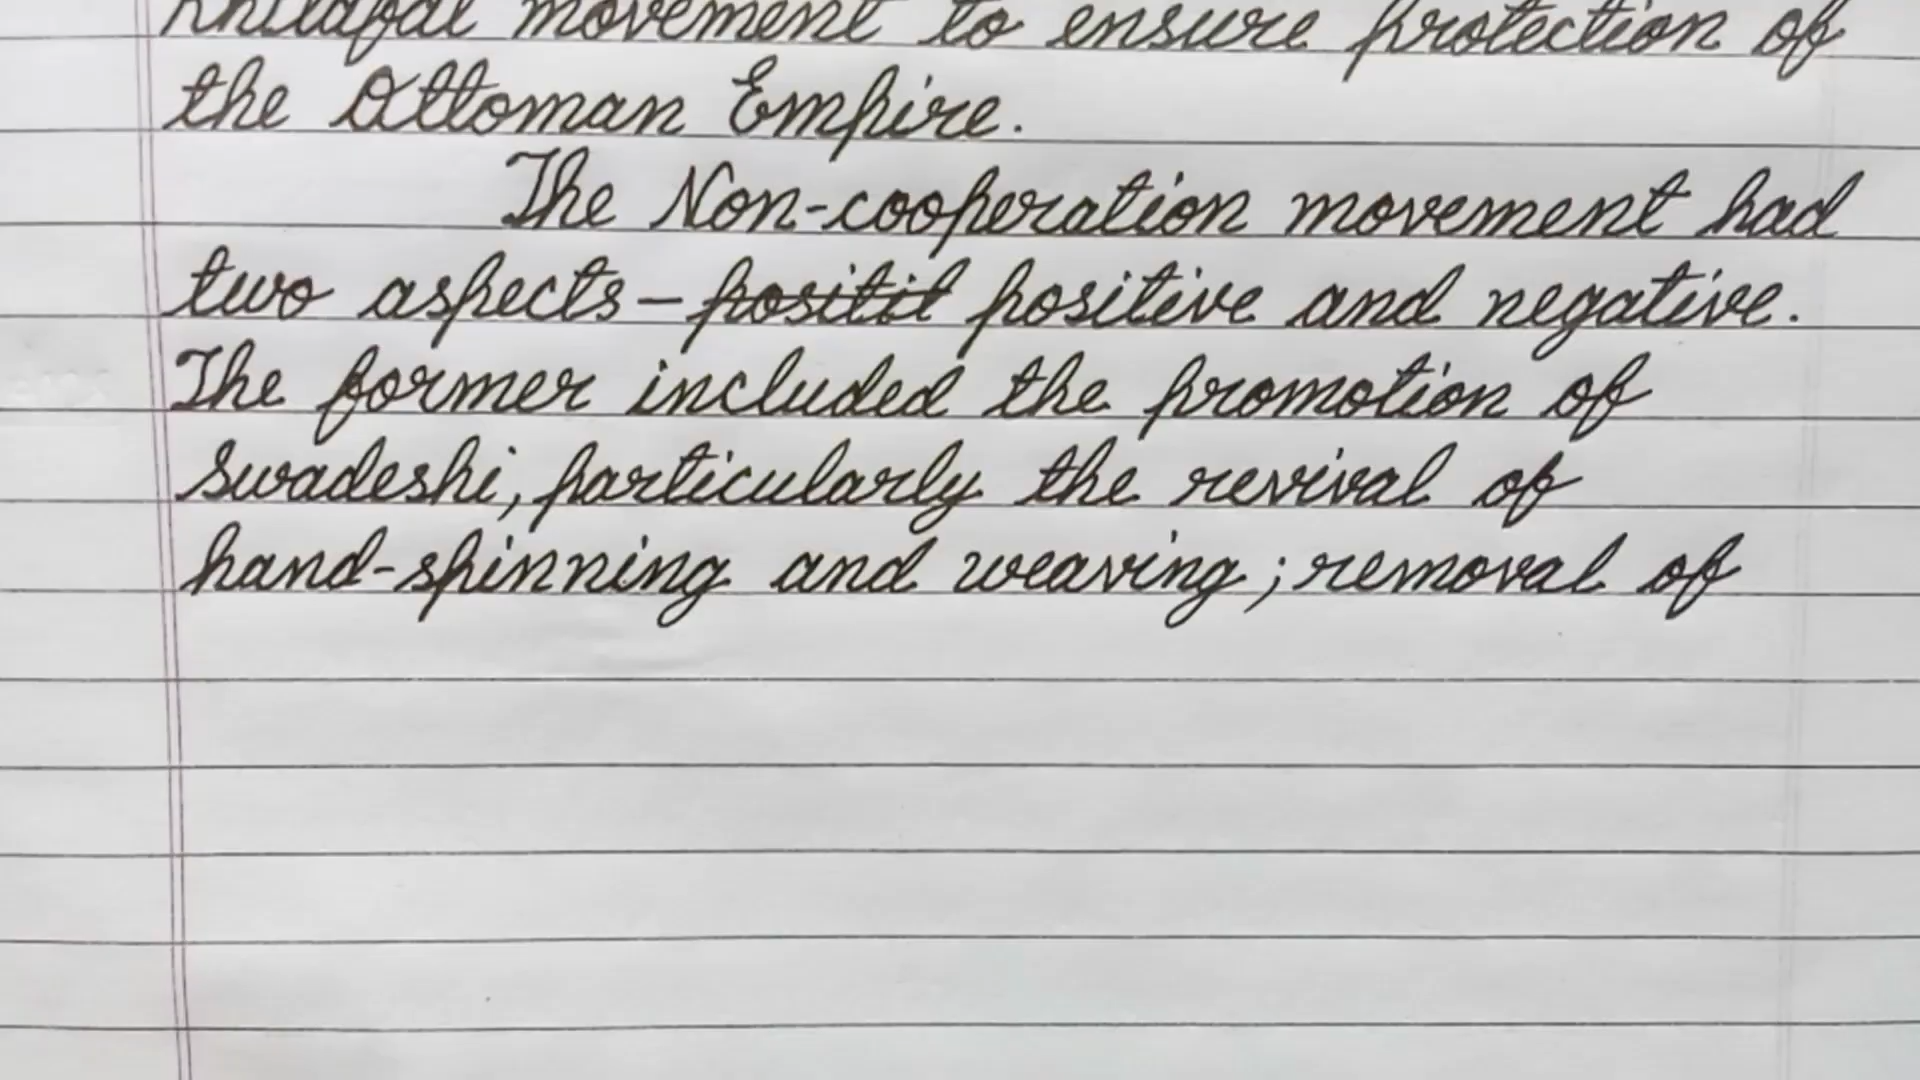 Khilafat movement to ensure protection of
the Ottoman Empire.
The Non-cooperation movement had
two aspects – positit positive and negative.
The former included the promotion of
Swadeshi, particularly the revival of
hand-spinning and weaving; removal of